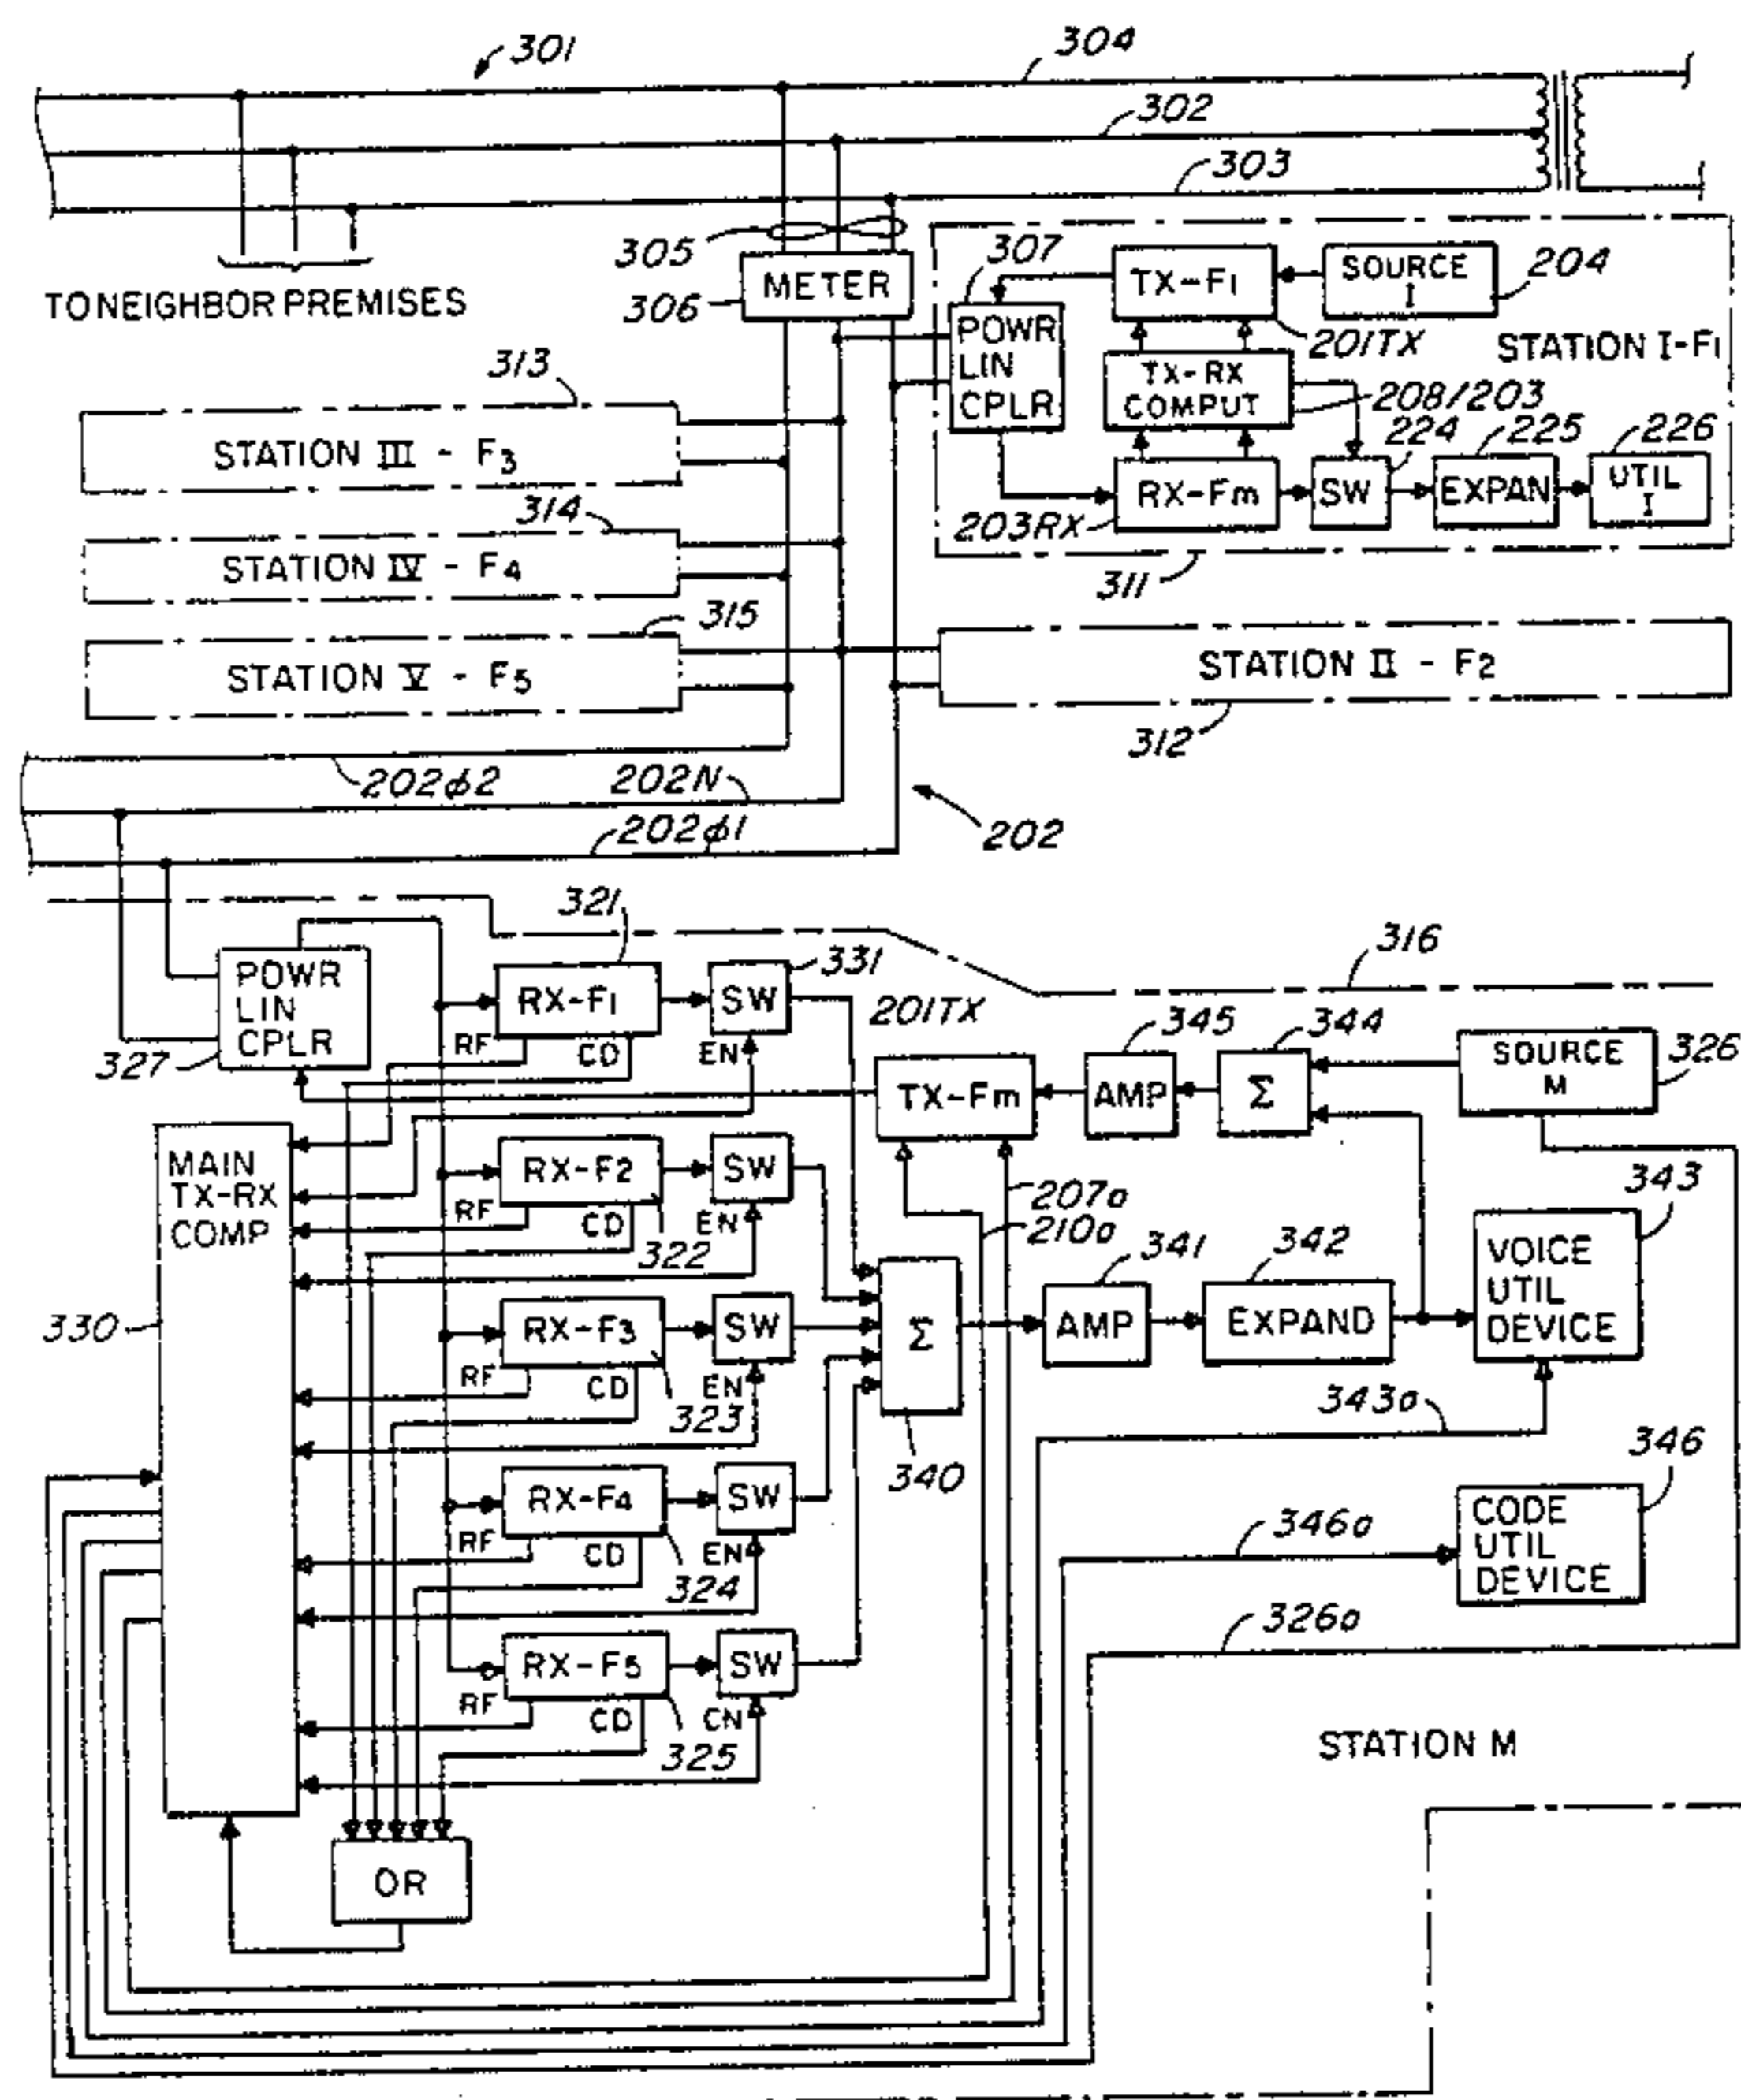 301
304
302
303
305
306
METER
TO NEIGHBOR PREMISES
307
POWR
LIN
CPLR
TX-F1
SOURCE
I
204
201TX
STATION I-F1
TX-RX
COMPUT
208/203
224
225
226
RX-Fm
SW
EXPAN
UTIL
I
203RX
311
313
STATION III - F3
314
STATION IV - F4
315
STATION V - F5
STATION II - F2
312
202ϕ2
202N
202ϕ1
202
316
POWR
LIN
CPLR
327
321
RX-F1
RF
CD
331
SW
EN
201TX
TX-Fm
345
AMP
344
Σ
SOURCE
M
326
MAIN
TX-RX
COMP
330
RX-F2
RF
CD
322
SW
EN
207a
210a
RX-F3
RF
CD
323
SW
EN
Σ
340
341
AMP
342
EXPAND
343
VOICE
UTIL
DEVICE
343a
RX-F4
RF
CD
324
SW
EN
346
CODE
UTIL
DEVICE
346a
326a
RX-F5
RF
CD
325
SW
CN
STATION M
OR